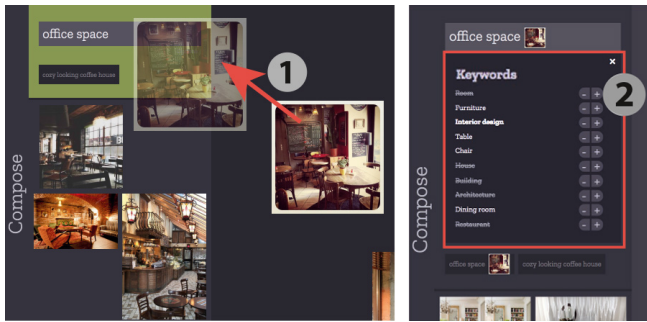 office space
cozy looking coffee house
1
Compose
office space
Keywords
Room
Furniture
Interior design
Table
Chair
House
Building
Architecture
Dining room
Restaurant
2
Compose
office space
cozy looking coffee house